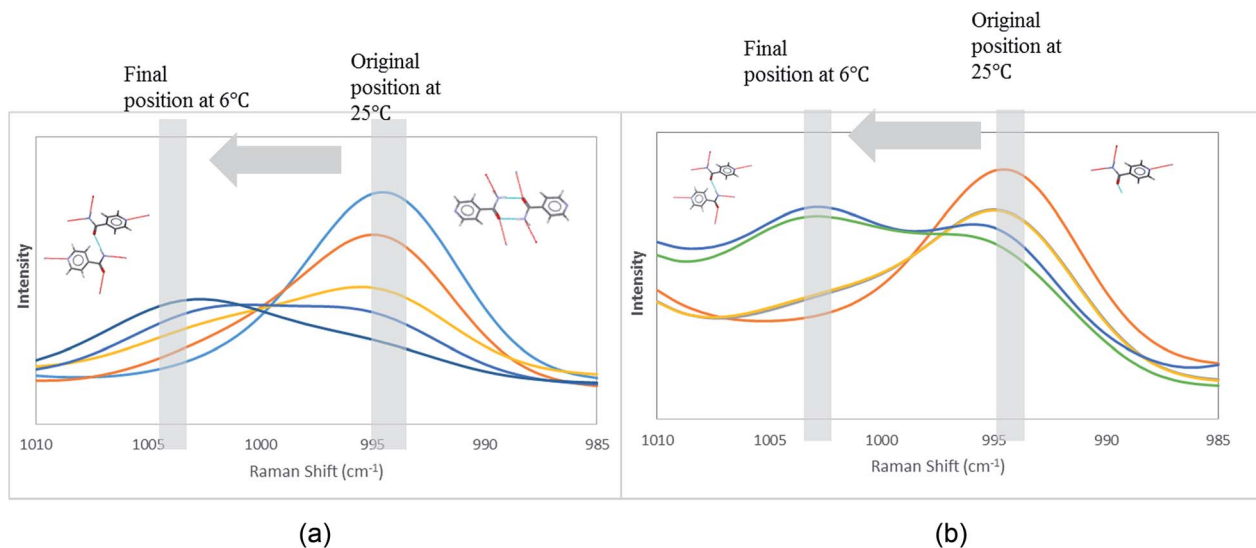 Final
position at 6°C
Original
position at
25°C
Intensity
1010
1005
1000
995
990
985
Raman Shift (cm-1)
(a)
Final
position at 6°C
Original
position at
25°C
Intensity
1010
1005
1000
995
990
985
Raman Shift (cm-1)
(b)